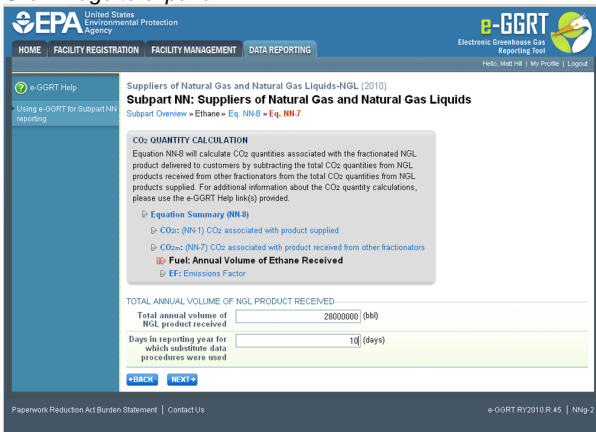 Click image to expand
EPA United States Environmental Protection Agency
e-GGRT
Electronic Greenhouse Gas Reporting Tool
HOME FACILITY REGISTRATION FACILITY MANAGEMENT DATA REPORTING
Hello, Matt Hill | My Profile | Logout
e-GGRT Help
Using e-GGRT for Subpart NN reporting
Suppliers of Natural Gas and Natural Gas Liquids-NGL (2010)
Subpart NN: Suppliers of Natural Gas and Natural Gas Liquids
Subpart Overview » Ethane » Eq. NN-8 » Eq. NN-7
CO2 QUANTITY CALCULATION
Equation NN-8 will calculate CO2 quantities associated with the fractionated NGL
product delivered to customers by subtracting the total CO2 quantities from NGL
products received from other fractionators from the total CO2 quantities from NGL
products supplied. For additional information about the CO2 quantity calculations,
please use the e-GGRT Help link(s) provided.
Equation Summary (NN-8)
CO2i: (NN-1) CO2 associated with product supplied
CO2m: (NN-7) CO2 associated with product received from other fractionators
Fuel: Annual Volume of Ethane Received
EF: Emissions Factor
TOTAL ANNUAL VOLUME OF NGL PRODUCT RECEIVED
Total annual volume of NGL product received 28000000 (bbl)
Days in reporting year for which substitute data procedures were used 10 (days)
BACK NEXT
Paperwork Reduction Act Burden Statement | Contact Us
e-GGRT RY2010.R.45 | NNg-2